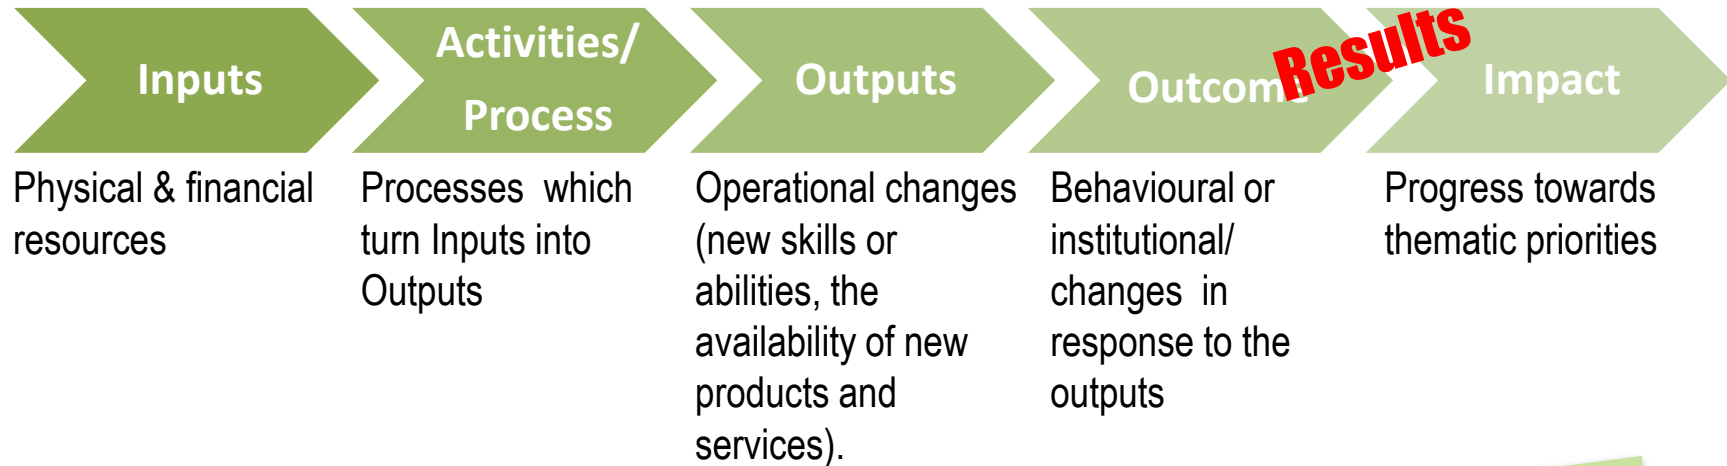 Inputs
Activities/
Process
Outputs
Outcome
Results
Impact
Physical & financial
resources
Processes which
turn Inputs into
Outputs
Operational changes
(new skills or
abilities, the
availability of new
products and
services).
Behavioural or
institutional/
changes in
response to the
outputs
Progress towards
thematic priorities